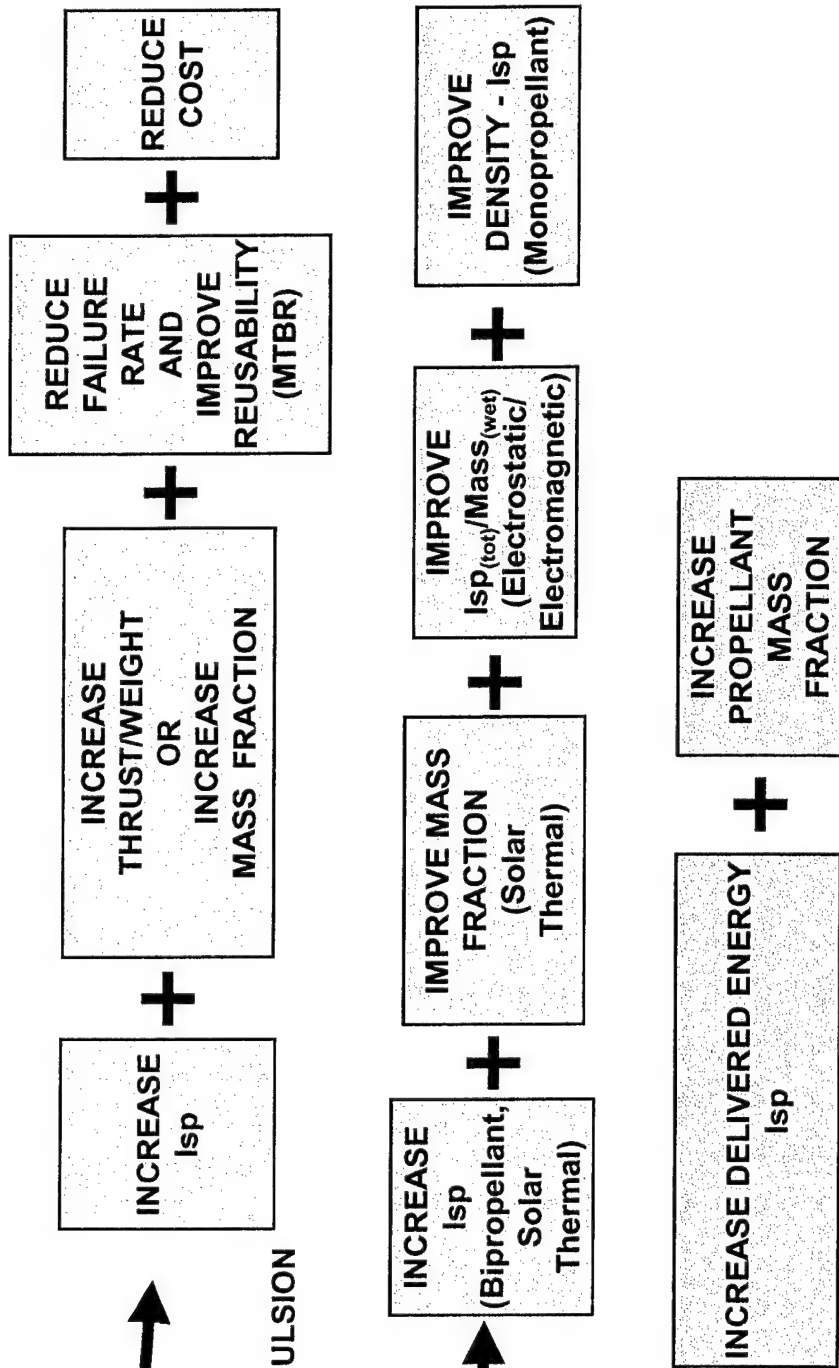 INCREASE
Isp
+
INCREASE
THRUST/WEIGHT
OR
INCREASE
MASS FRACTION
+
REDUCE
FAILURE
RATE
AND
IMPROVE
REUSABILITY
(MTBR)
+
REDUCE
COST
ULSION
INCREASE
Isp
(Bipropellant,
Solar
Thermal)
+
IMPROVE MASS
FRACTION
(Solar
Thermal)
+
IMPROVE
Isp(tot)/Mass(wet)
(Electrostatic/
Electromagnetic)
+
IMPROVE
DENSITY - Isp
(Monopropellant)
INCREASE DELIVERED ENERGY
Isp
+
INCREASE
PROPELLANT
MASS
FRACTION